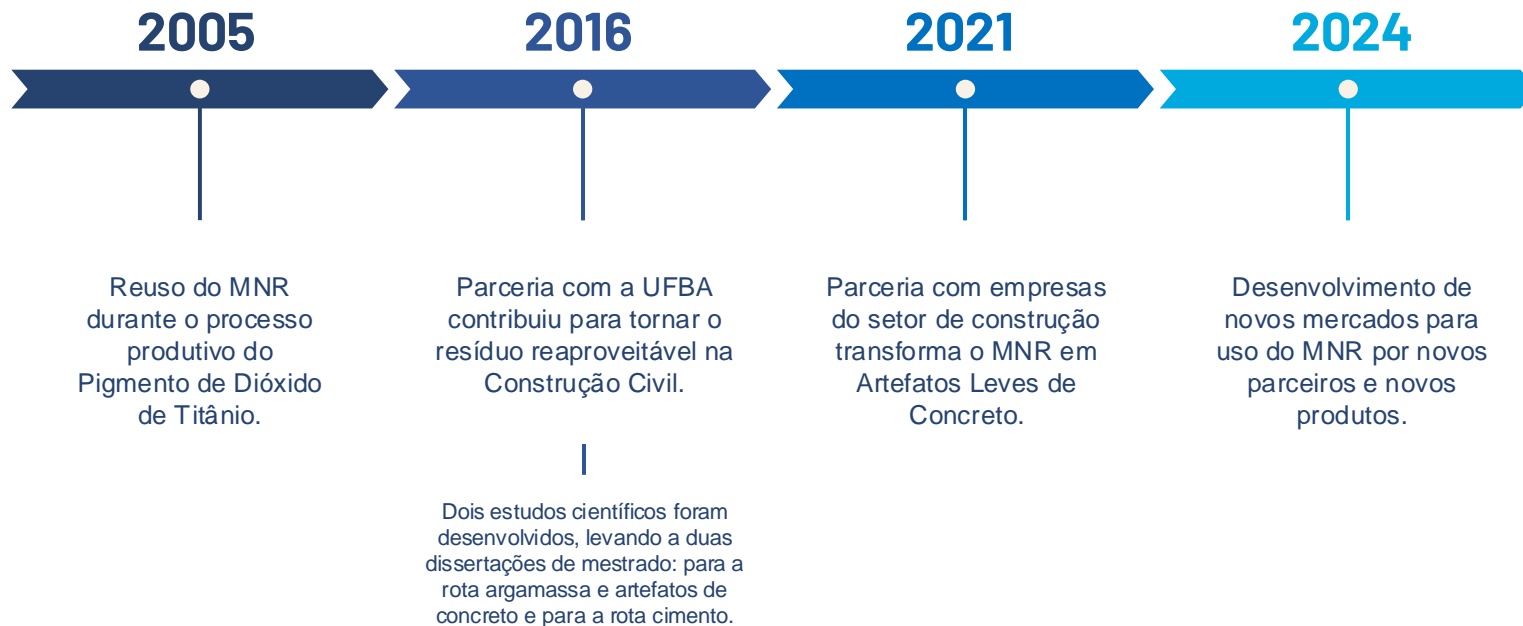 2005
2016
2021
2024
Reuso do MNR
durante o processo
produtivo do
Pigmento de Dióxido
de Titânio.
Parceria com a UFBA
contribuiu para tornar o
resíduo reaproveitável na
Construção Civil.
Dois estudos científicos foram
desenvolvidos, levando a duas
dissertações de mestrado: para a
rota argamassa e artefatos de
concreto e para a rota cimento.
Parceria com empresas
do setor de construção
transforma o MNR em
Artefatos Leves de
Concreto.
Desenvolvimento de
novos mercados para
uso do MNR por novos
parceiros e novos
produtos.